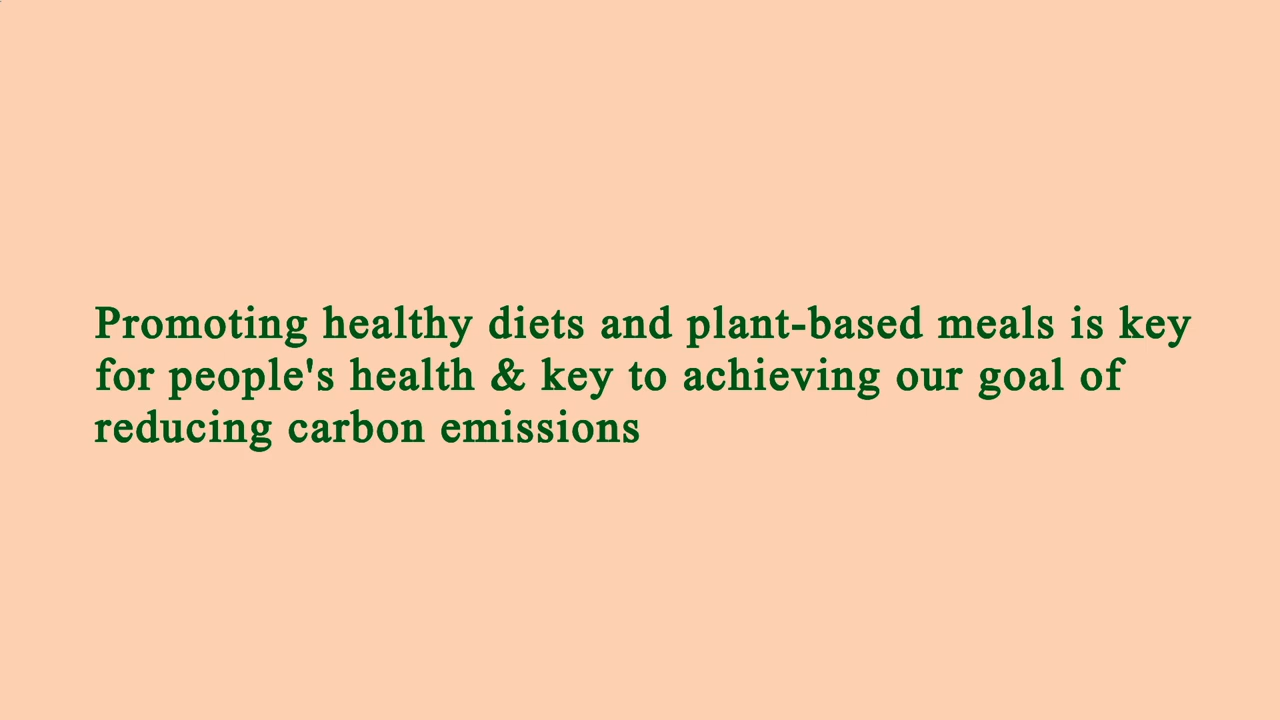 Promoting healthy diets and plant-based meals is key
for people's health & key to achieving our goal of
reducing carbon emissions